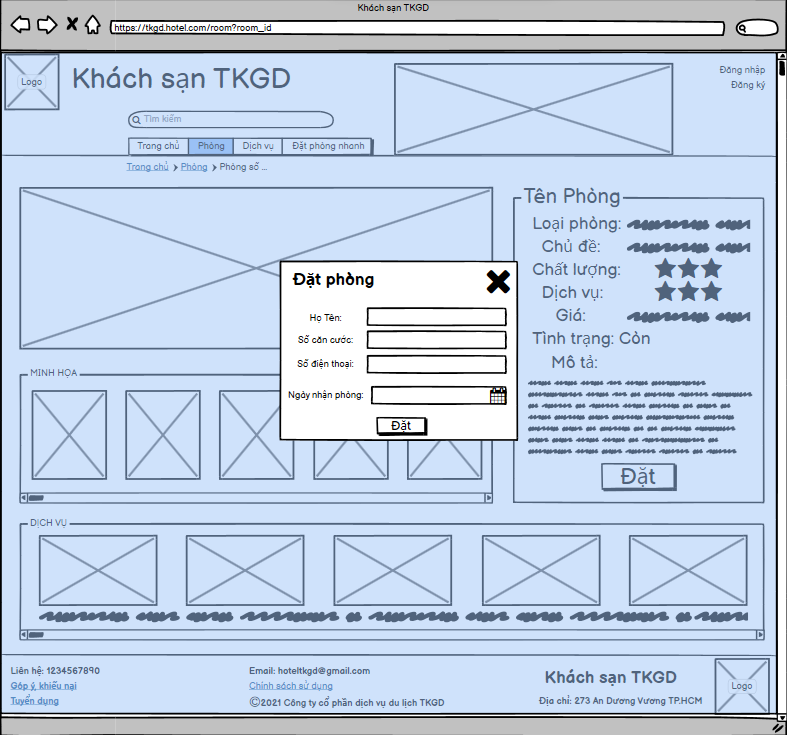 Khách sạn TKGD
https://tkgd.hotel.com/room?room_id
Logo
Khách sạn TKGD
Đăng nhập
Đăng ký
Tìm kiếm
Trang chủ
Phòng
Dịch vụ
Đặt phòng nhanh
Trang chủ > Phòng > Phòng số ...
Tên Phòng
Loại phòng:
Chủ đề:
Chất lượng:
Dịch vụ:
Giá:
Tình trạng: Còn
Mô tả:
Đặt
Đặt phòng
Họ Tên:
Số căn cước:
Số điện thoại:
Ngày nhận phòng:
Đặt
MINH HỌA
DỊCH VỤ
Liên hệ: 1234567890
Góp ý, khiếu nại
Tuyển dụng
Email: hoteltkgd@gmail.com
Chính sách sử dụng
©2021 Công ty cổ phần dịch vụ du lịch TKGD
Khách sạn TKGD
Địa chỉ: 273 An Dương Vương TP.HCM
Logo